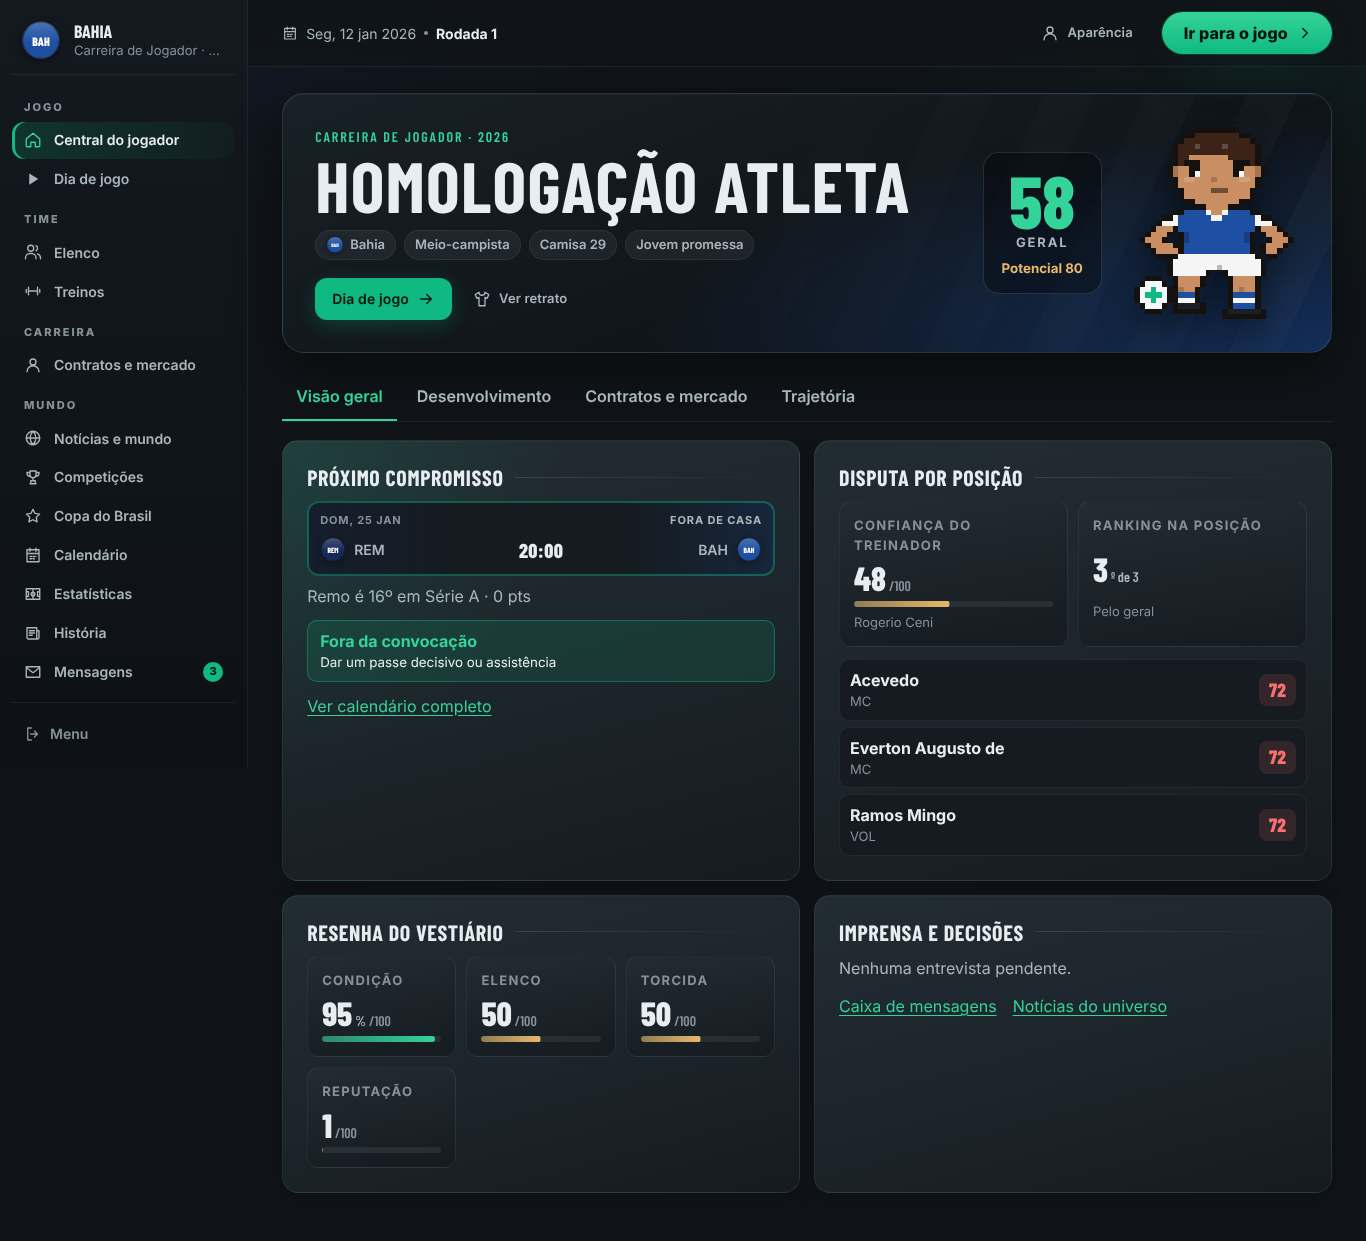 BAH
BAHIA
Carreira de Jogador · ...
JOGO
Central do jogador
Dia de jogo
TIME
Elenco
Treinos
CARREIRA
Contratos e mercado
MUNDO
Notícias e mundo
Competições
Copa do Brasil
Calendário
Estatísticas
História
Mensagens 3
Menu
Seg, 12 jan 2026 • Rodada 1
Aparência
Ir para o jogo
CARREIRA DE JOGADOR · 2026
HOMOLOGAÇÃO ATLETA
BAH Bahia Meio-campista Camisa 29 Jovem promessa
Dia de jogo
Ver retrato
58
GERAL
Potencial 80
Visão geral Desenvolvimento Contratos e mercado Trajetória
PRÓXIMO COMPROMISSO
DOM, 25 JAN FORA DE CASA
REM REM 20:00 BAH BAH
Remo é 16º em Série A · 0 pts
Fora da convocação
Dar um passe decisivo ou assistência
Ver calendário completo
DISPUTA POR POSIÇÃO
CONFIANÇA DO
TREINADOR
48 /100
Rogerio Ceni
RANKING NA POSIÇÃO
3 º de 3
Pelo geral
Acevedo
MC
72
Everton Augusto de
MC
72
Ramos Mingo
VOL
72
RESENHA DO VESTIÁRIO
CONDIÇÃO
95 % /100
ELENCO
50 /100
TORCIDA
50 /100
REPUTAÇÃO
1 /100
IMPRENSA E DECISÕES
Nenhuma entrevista pendente.
Caixa de mensagens Notícias do universo